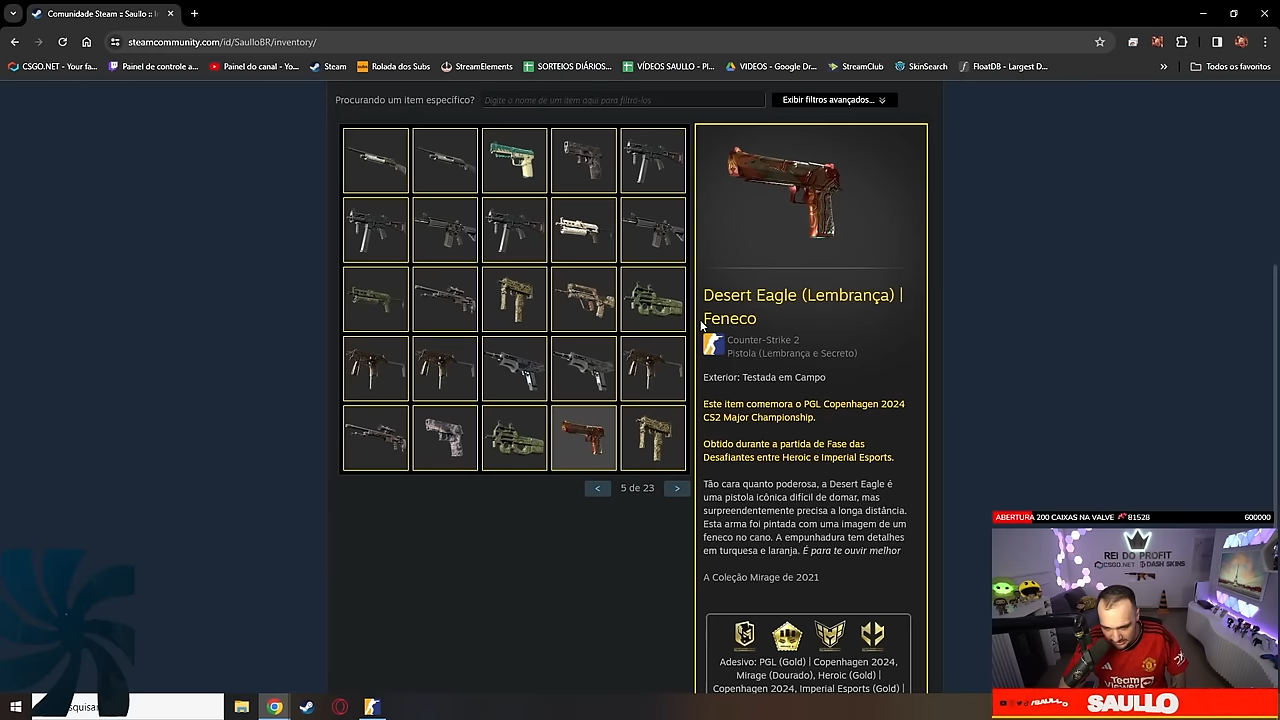 Comunidade Steam :: Saullo :: I
steamcommunity.com/id/SaulloBR/inventory/
CSGO.NET - Your fa...
Painel de controle a...
Painel do canal - Yo...
Steam
Rolada dos Subs
StreamElements
SORTEIOS DIÁRIOS...
VÍDEOS SAULLO - Pl...
VIDEOS - Google Dr...
StreamClub
SkinSearch
FloatDB - Largest D...
Todos os favoritos
Procurando um item específico?
Digite o nome de um item aqui para filtrá-los
Exibir filtros avançados...
Desert Eagle (Lembrança) |
Feneco
Counter-Strike 2
Pistola (Lembrança e Secreto)
Exterior: Testada em Campo
Este item comemora o PGL Copenhagen 2024
CS2 Major Championship.
Obtido durante a partida de Fase das
Desafiantes entre Heroic e Imperial Esports.
Tão cara quanto poderosa, a Desert Eagle é
uma pistola icônica difícil de domar, mas
surpreendentemente precisa a longa distância.
Esta arma foi pintada com uma imagem de um
feneco no cano. A empunhadura tem detalhes
em turquesa e laranja. É para te ouvir melhor
A Coleção Mirage de 2021
Adesivo: PGL (Gold) | Copenhagen 2024,
Mirage (Dourado), Heroic (Gold) |
Copenhagen 2024, Imperial Esports (Gold) |
< 5 de 23 >
ABERTURA 200 CAIXAS NA VALVE 81528 600000
REI DO PROFIT
CSGO.NET DASH SKINS
TeamViewer
/SAULLO
SAULLO
squisa